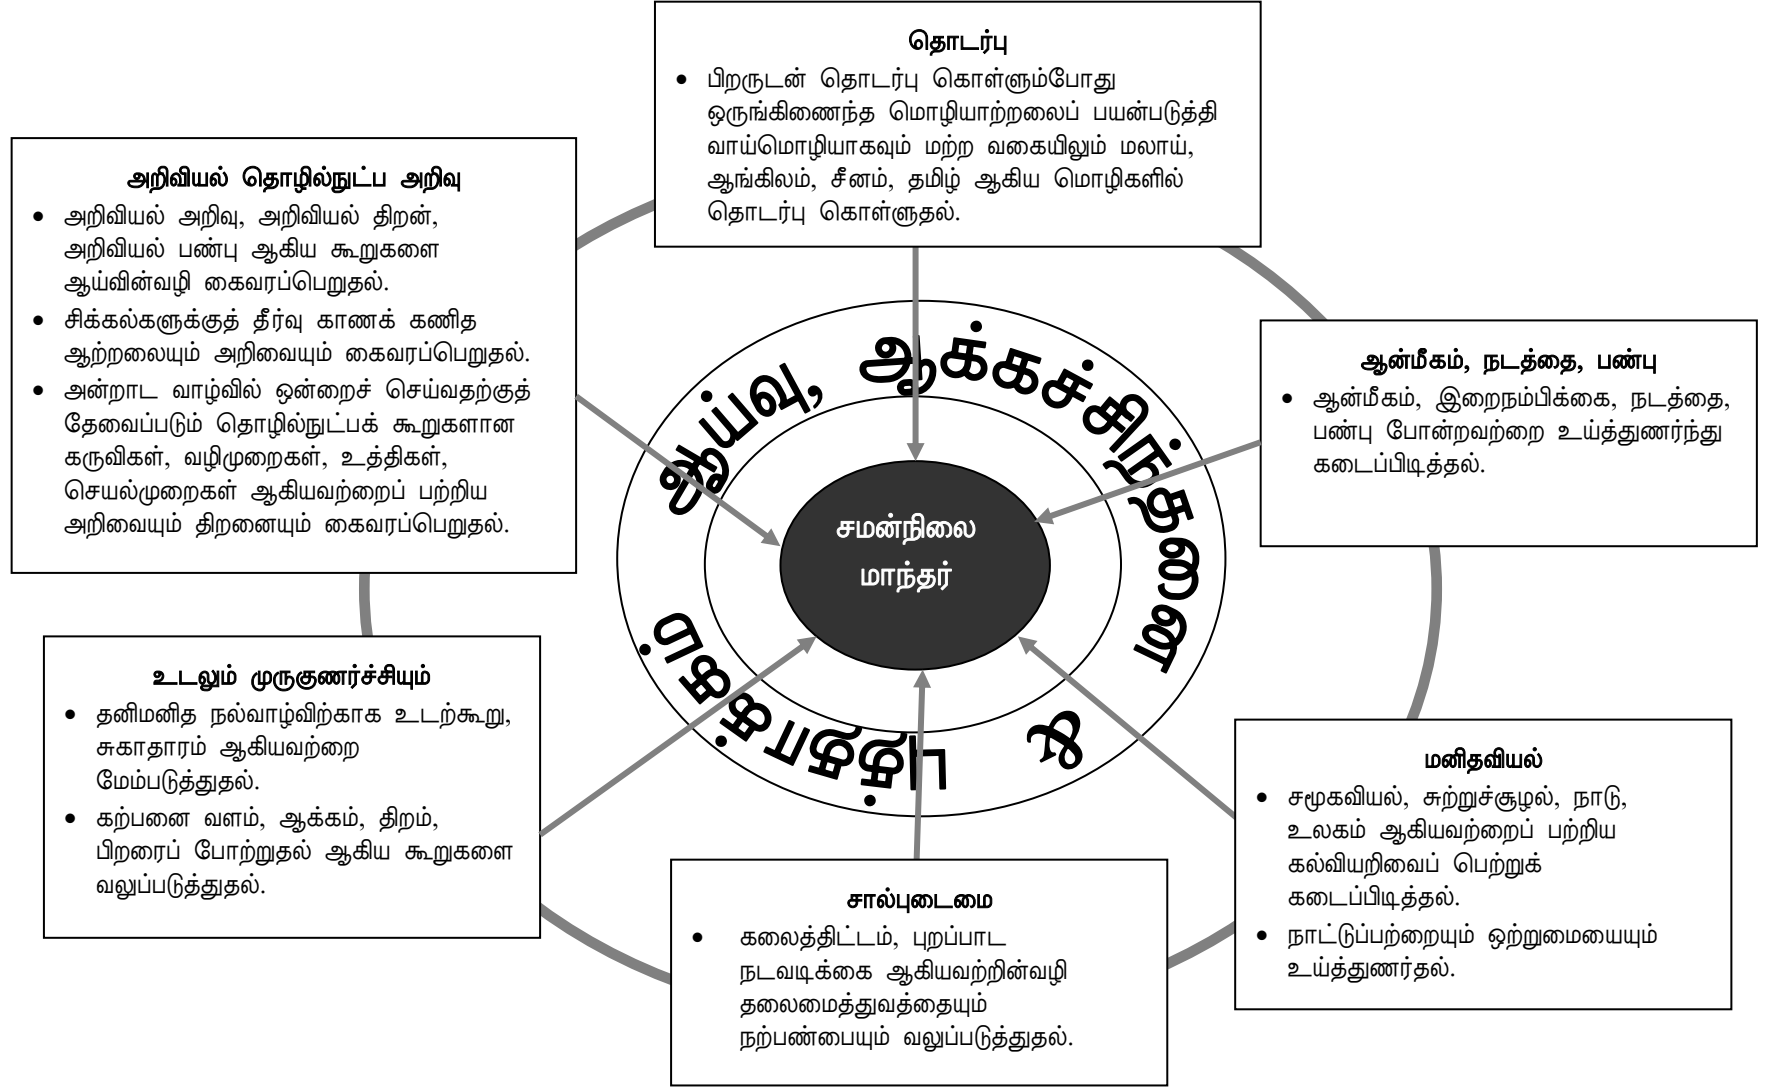 தொடர்பு
• பிறருடன் தொடர்பு கொள்ளும்போது
ஒருங்கிணைந்த மொழியாற்றலைப் பயன்படுத்தி
வாய்மொழியாகவும் மற்ற வகையிலும் மலாய்,
ஆங்கிலம், சீனம், தமிழ் ஆகிய மொழிகளில்
தொடர்பு கொள்ளுதல்.
அறிவியல் தொழில்நுட்ப அறிவு
• அறிவியல் அறிவு, அறிவியல் திறன்,
அறிவியல் பண்பு ஆகிய கூறுகளை
ஆய்வின்வழி கைவரப்பெறுதல்.
• சிக்கல்களுக்குத் தீர்வு காணக் கணித
ஆற்றலையும் அறிவையும் கைவரப்பெறுதல்.
• அன்றாட வாழ்வில் ஒன்றைச் செய்வதற்குத்
தேவைப்படும் தொழில்நுட்பக் கூறுகளான
கருவிகள், வழிமுறைகள், உத்திகள்,
செயல்முறைகள் ஆகியவற்றைப் பற்றிய
அறிவையும் திறனையும் கைவரப்பெறுதல்.
ஆன்மீகம், நடத்தை, பண்பு
• ஆன்மீகம், இறைநம்பிக்கை, நடத்தை,
பண்பு போன்றவற்றை உய்த்துணர்ந்து
கடைப்பிடித்தல்.
ஆய்வு, ஆக்கச்சிந்தனை & புத்தாக்கம்
சமன்நிலை
மாந்தர்
உடலும் முருகுணர்ச்சியும்
• தனிமனித நல்வாழ்விற்காக உடற்கூறு,
சுகாதாரம் ஆகியவற்றை
மேம்படுத்துதல்.
• கற்பனை வளம், ஆக்கம், திறம்,
பிறரைப் போற்றுதல் ஆகிய கூறுகளை
வலுப்படுத்துதல்.
மனிதவியல்
• சமூகவியல், சுற்றுச்சூழல், நாடு,
உலகம் ஆகியவற்றைப் பற்றிய
கல்வியறிவைப் பெற்றுக்
கடைப்பிடித்தல்.
• நாட்டுப்பற்றையும் ஒற்றுமையையும்
உய்த்துணர்தல்.
சால்புடைமை
• கலைத்திட்டம், புறப்பாட
நடவடிக்கை ஆகியவற்றின்வழி
தலைமைத்துவத்தையும்
நற்பண்பையும் வலுப்படுத்துதல்.